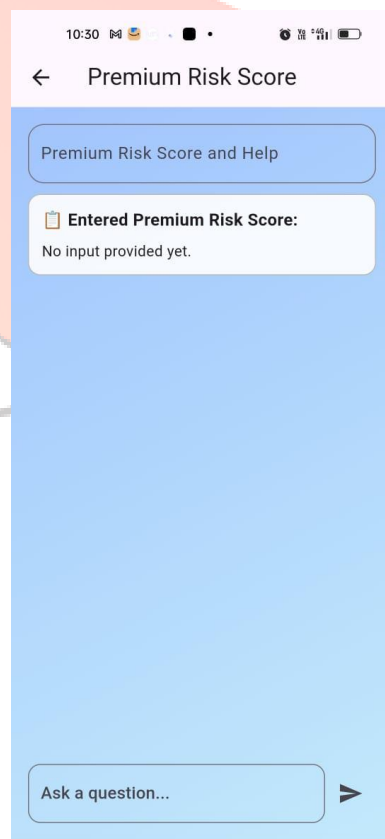 10:30
Premium Risk Score
Premium Risk Score and Help
Entered Premium Risk Score:
No input provided yet.
Ask a question...